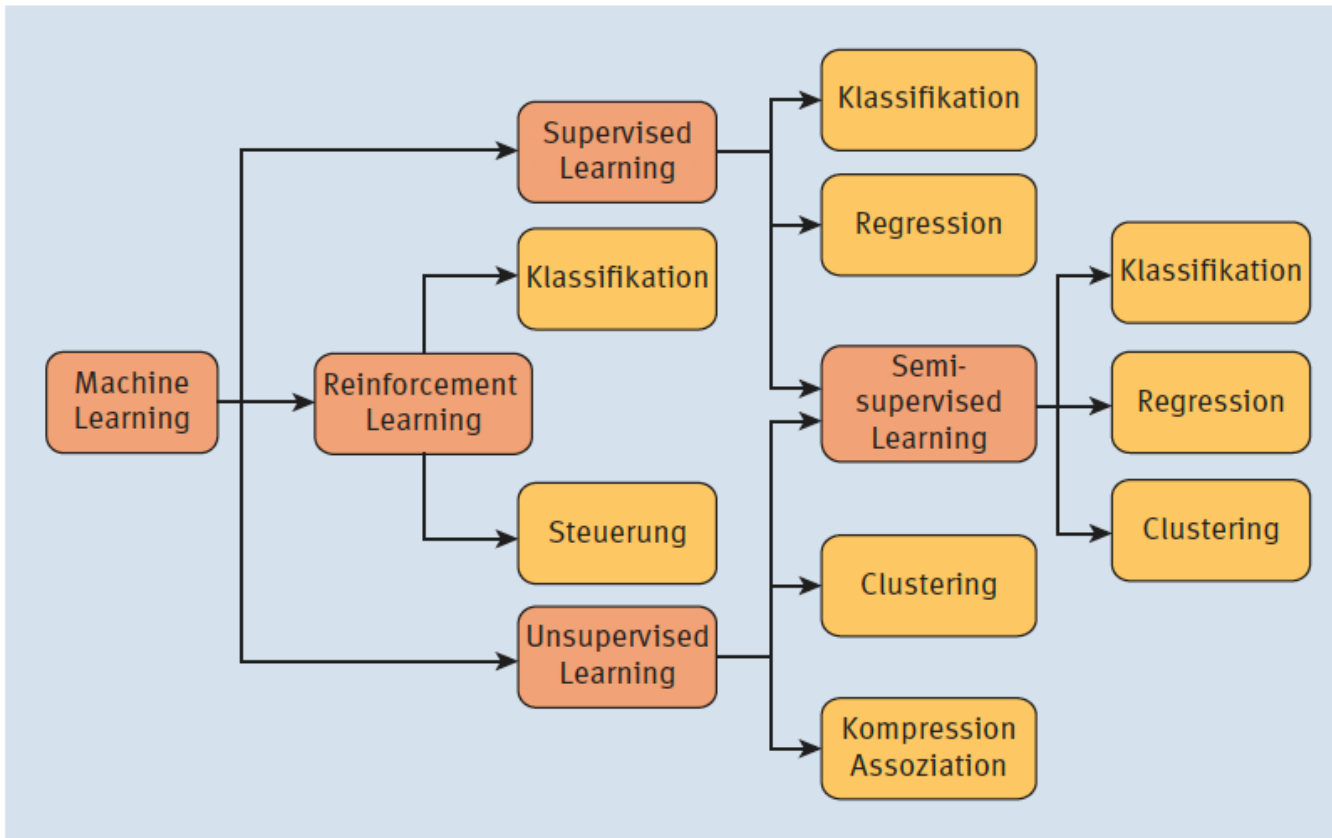 Klassifikation
Supervised
Learning
Regression
Klassifikation
Klassifikation
Machine
Learning
Reinforcement
Learning
Semi-
supervised
Learning
Regression
Steuerung
Clustering
Clustering
Unsupervised
Learning
Kompression
Assoziation